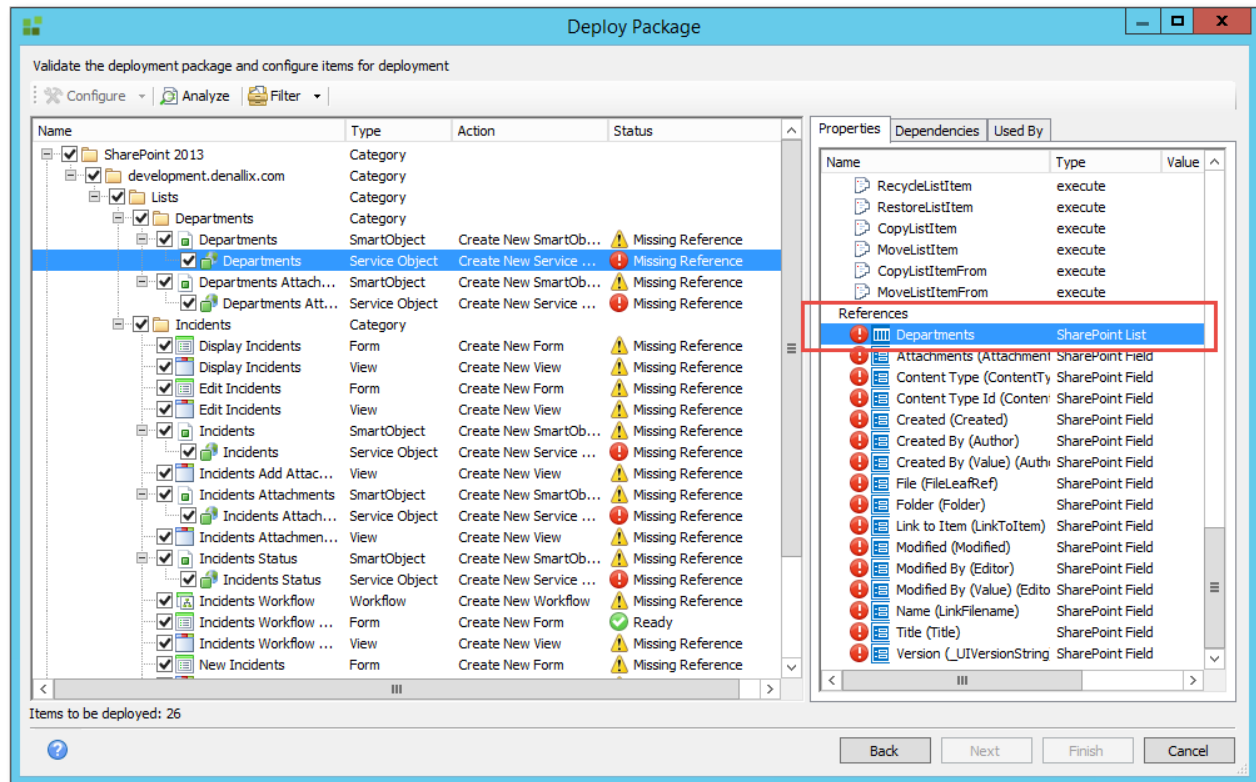 Deploy Package
Validate the deployment package and configure items for deployment
Configure Analyze Filter
Name Type Action Status
SharePoint 2013 Category
development.denallix.com Category
Lists Category
Departments Category
Departments SmartObject Create New SmartOb... Missing Reference
Departments Service Object Create New Service ... Missing Reference
Departments Attach... SmartObject Create New SmartOb... Missing Reference
Departments Att... Service Object Create New Service ... Missing Reference
Incidents Category
Display Incidents Form Create New Form Missing Reference
Display Incidents View Create New View Missing Reference
Edit Incidents Form Create New Form Missing Reference
Edit Incidents View Create New View Missing Reference
Incidents SmartObject Create New SmartOb... Missing Reference
Incidents Service Object Create New Service ... Missing Reference
Incidents Add Attac... View Create New View Missing Reference
Incidents Attachments SmartObject Create New SmartOb... Missing Reference
Incidents Attach... Service Object Create New Service ... Missing Reference
Incidents Attachmen... View Create New View Missing Reference
Incidents Status SmartObject Create New SmartOb... Missing Reference
Incidents Status Service Object Create New Service ... Missing Reference
Incidents Workflow Workflow Create New Workflow Missing Reference
Incidents Workflow ... Form Create New Form Ready
Incidents Workflow ... View Create New View Missing Reference
New Incidents Form Create New Form Missing Reference
Properties Dependencies Used By
Name Type Value
RecycleListItem execute
RestoreListItem execute
CopyListItem execute
MoveListItem execute
CopyListItemFrom execute
MoveListItemFrom execute
References
Departments SharePoint List
Attachments (Attachment SharePoint Field
Content Type (ContentTy SharePoint Field
Content Type Id (Conten SharePoint Field
Created (Created) SharePoint Field
Created By (Author) SharePoint Field
Created By (Value) (Auth SharePoint Field
File (FileLeafRef) SharePoint Field
Folder (Folder) SharePoint Field
Link to Item (LinkToItem) SharePoint Field
Modified (Modified) SharePoint Field
Modified By (Editor) SharePoint Field
Modified By (Value) (Edito SharePoint Field
Name (LinkFilename) SharePoint Field
Title (Title) SharePoint Field
Version (_UIVersionString SharePoint Field
Items to be deployed: 26
Back Next Finish Cancel